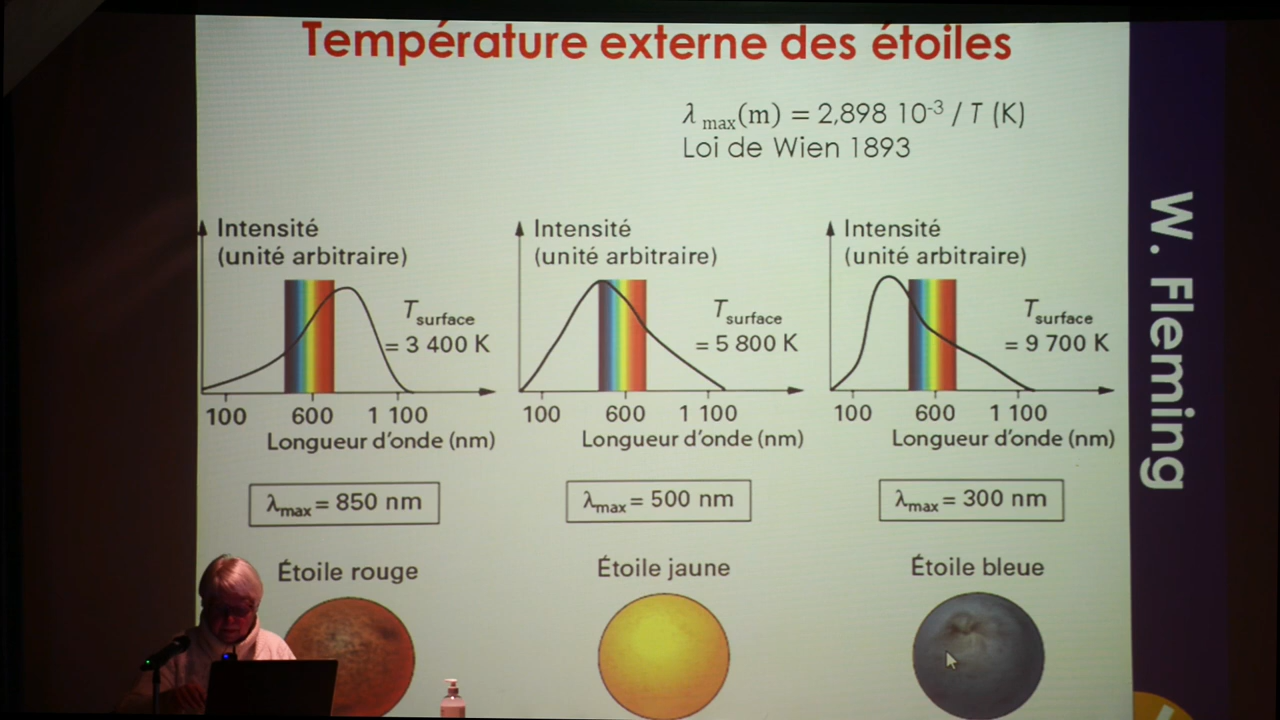 Température externe des étoiles
λ max(m) = 2,898 10-3 / T (K)
Loi de Wien 1893
W. Fleming
Intensité
(unité arbitraire)
Tsurface
= 3 400 K
100 600 1 100
Longueur d'onde (nm)
λmax = 850 nm
Étoile rouge
Intensité
(unité arbitraire)
Tsurface
= 5 800 K
100 600 1 100
Longueur d'onde (nm)
λmax = 500 nm
Étoile jaune
Intensité
(unité arbitraire)
Tsurface
= 9 700 K
100 600 1 100
Longueur d'onde (nm)
λmax = 300 nm
Étoile bleue